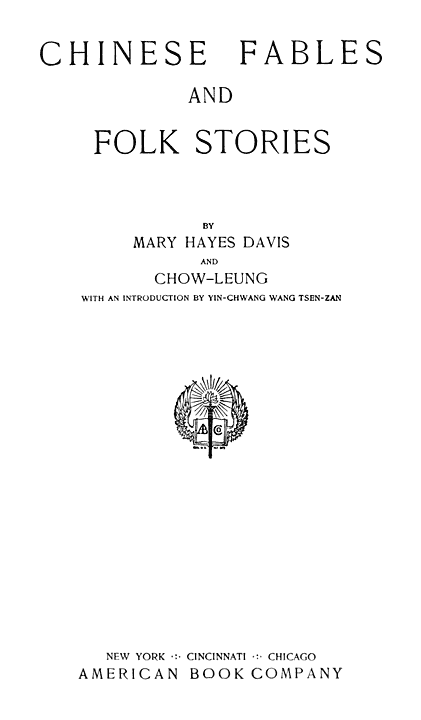 CHINESE FABLES
AND
FOLK STORIES
BY
MARY HAYES DAVIS
AND
CHOW–LEUNG
WITH AN INTRODUCTION BY YIN-CHWANG WANG TSEN-ZAN
ABCO
NEW YORK ·:· CINCINNATI ·:· CHICAGO
AMERICAN BOOK COMPANY